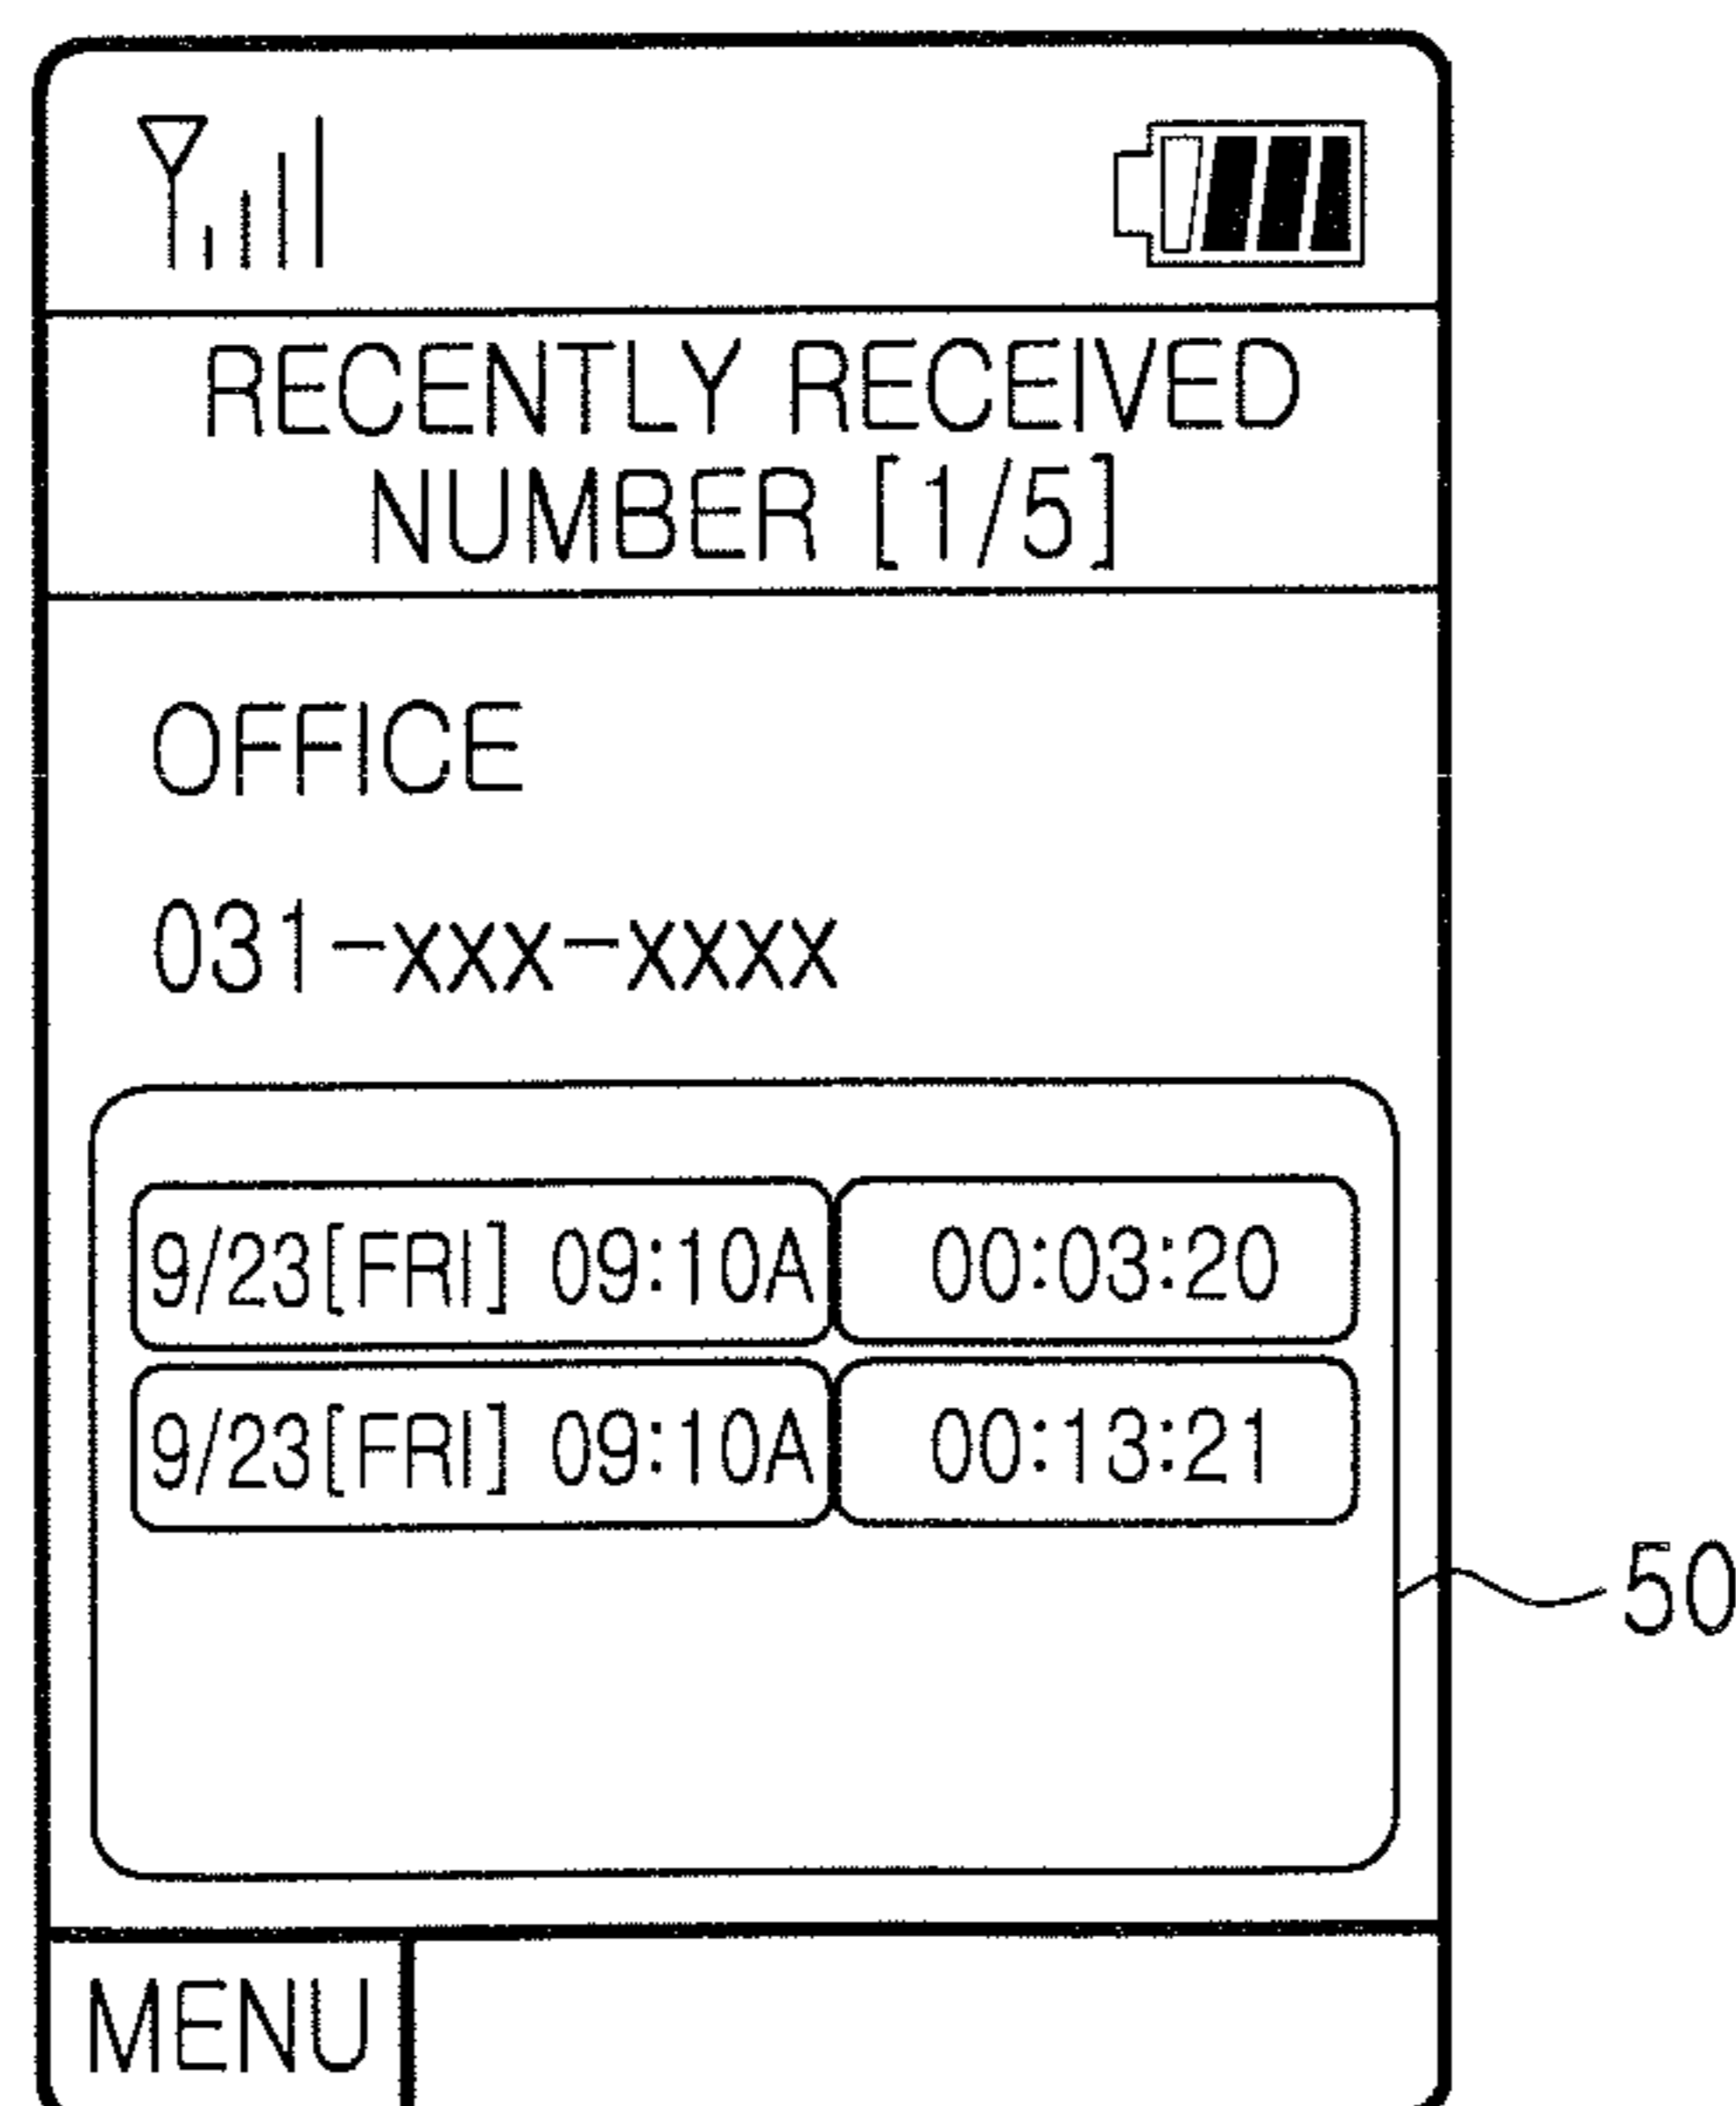 RECENTLY RECEIVED
NUMBER [1/5]
OFFICE
031-xxx-xxxx
9/23[FRI] 09:10A 00:03:20
9/23[FRI] 09:10A 00:13:21
50
MENU